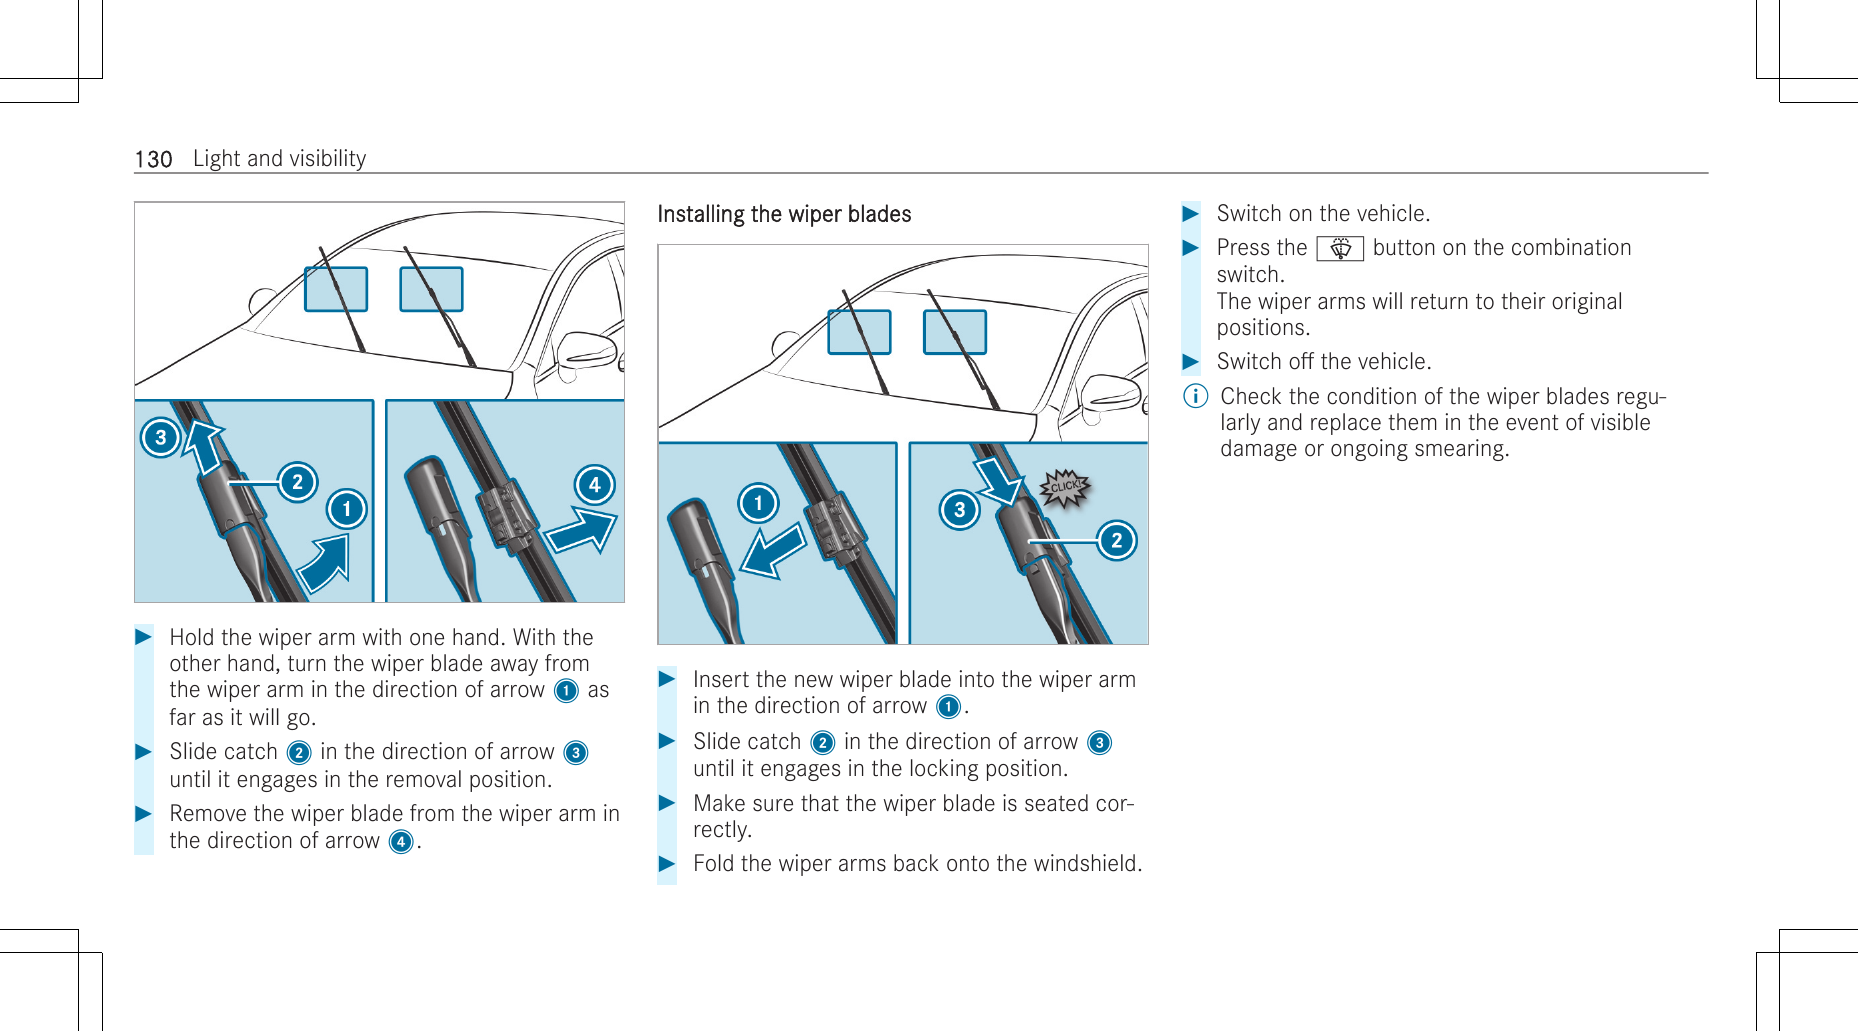 130 Light and visibility
3
2
1
4
Hold the wiper arm with one hand. With the
other hand, turn the wiper blade away from
the wiper arm in the direction of arrow 1 as
far as it will go.
Slide catch 2 in the direction of arrow 3
until it engages in the removal position.
Remove the wiper blade from the wiper arm in
the direction of arrow 4.
Installing the wiper blades
1
3
CLICK!
2
Insert the new wiper blade into the wiper arm
in the direction of arrow 1.
Slide catch 2 in the direction of arrow 3
until it engages in the locking position.
Make sure that the wiper blade is seated cor-
rectly.
Fold the wiper arms back onto the windshield.
Switch on the vehicle.
Press the button on the combination
switch.
The wiper arms will return to their original
positions.
Switch off the vehicle.
i Check the condition of the wiper blades regu-
larly and replace them in the event of visible
damage or ongoing smearing.